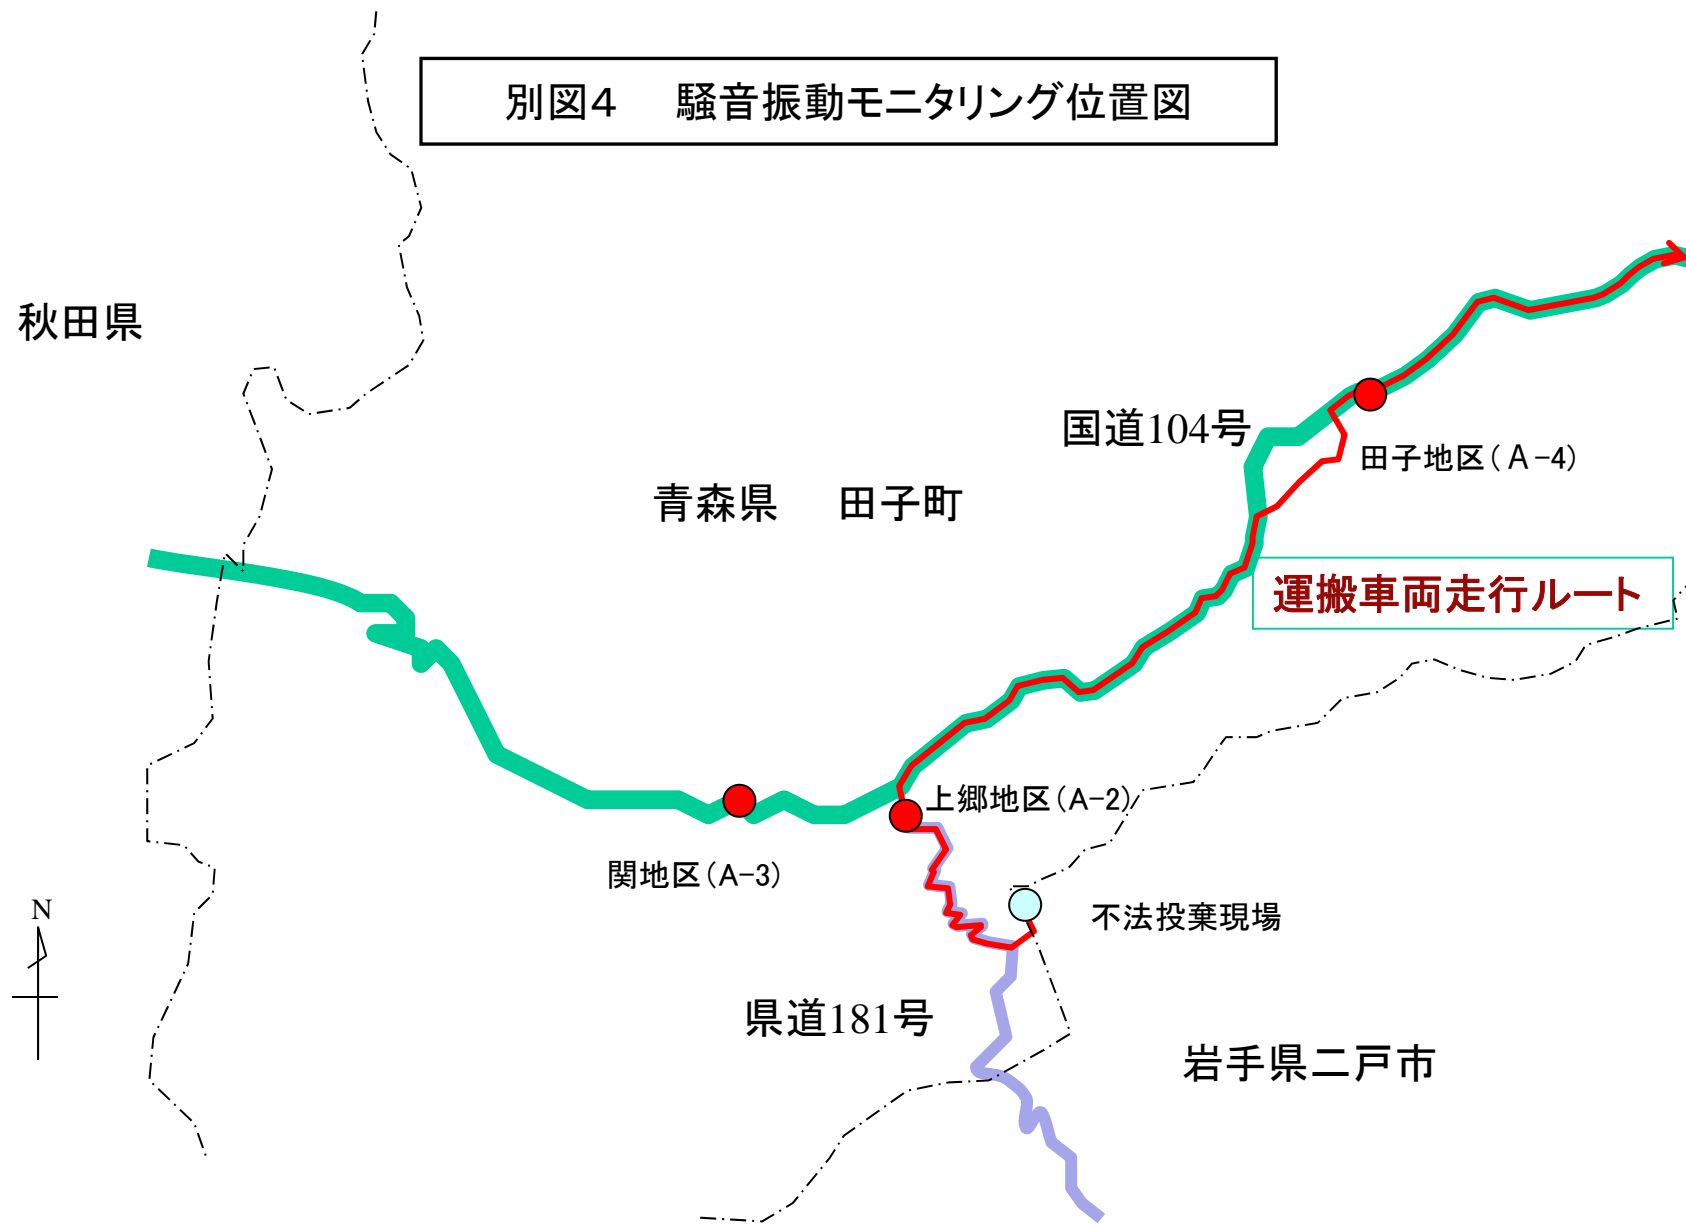 別図４　騒音振動モニタリング位置図
秋田県
国道104号
田子地区（Ａ-4）
青森県　田子町
運搬車両走行ルート
上郷地区（A-2）
関地区（A-3）
N
不法投棄現場
県道181号
岩手県二戸市